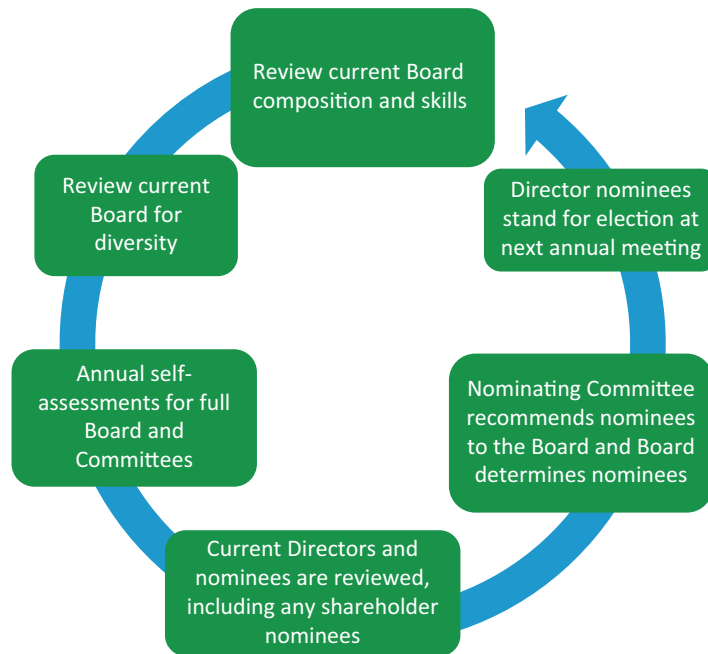 Review current Board
composition and skills
Review current
Board for
diversity
Annual self-
assessments for full
Board and
Committees
Current Directors and
nominees are reviewed,
including any shareholder
nominees
Nominating Committee
recommends nominees
to the Board and Board
determines nominees
Director nominees
stand for election at
next annual meeting